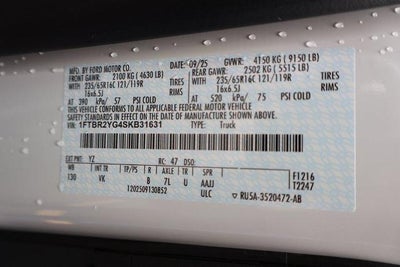 MFD. BY FORD MOTOR CO. 09/25 GVWR: 4150 KG ( 9150 LB)
FRONT GAWR: 2100 KG ( 4630 LB) REAR GAWR: 2502 KG ( 5515 LB)
235/65R16C 121/119R TIRES 235/65R16C 121/119R TIRES
16x6.5J RIMS 16x6.5J RIMS
AT 390 kPa/ 57 PSI COLD AT 520 kPa/ 75 PSI COLD
THIS VEHICLE CONFORMS TO ALL APPLICABLE FEDERAL MOTOR VEHICLE
SAFETY STANDARDS IN EFFECT ON THE DATE OF MANUFACTURE SHOWN ABOVE.
VIN: 1FTBR2YG4SKB31631 TYPE: Truck
EXT PNT: YZ RC: 47 DSO:
WB INT TR TP/PS R AXLE TR SPR F1216
130 VK B 7L U AAJJ T2247
1202509130852 ULC RU5A-3520472-AB